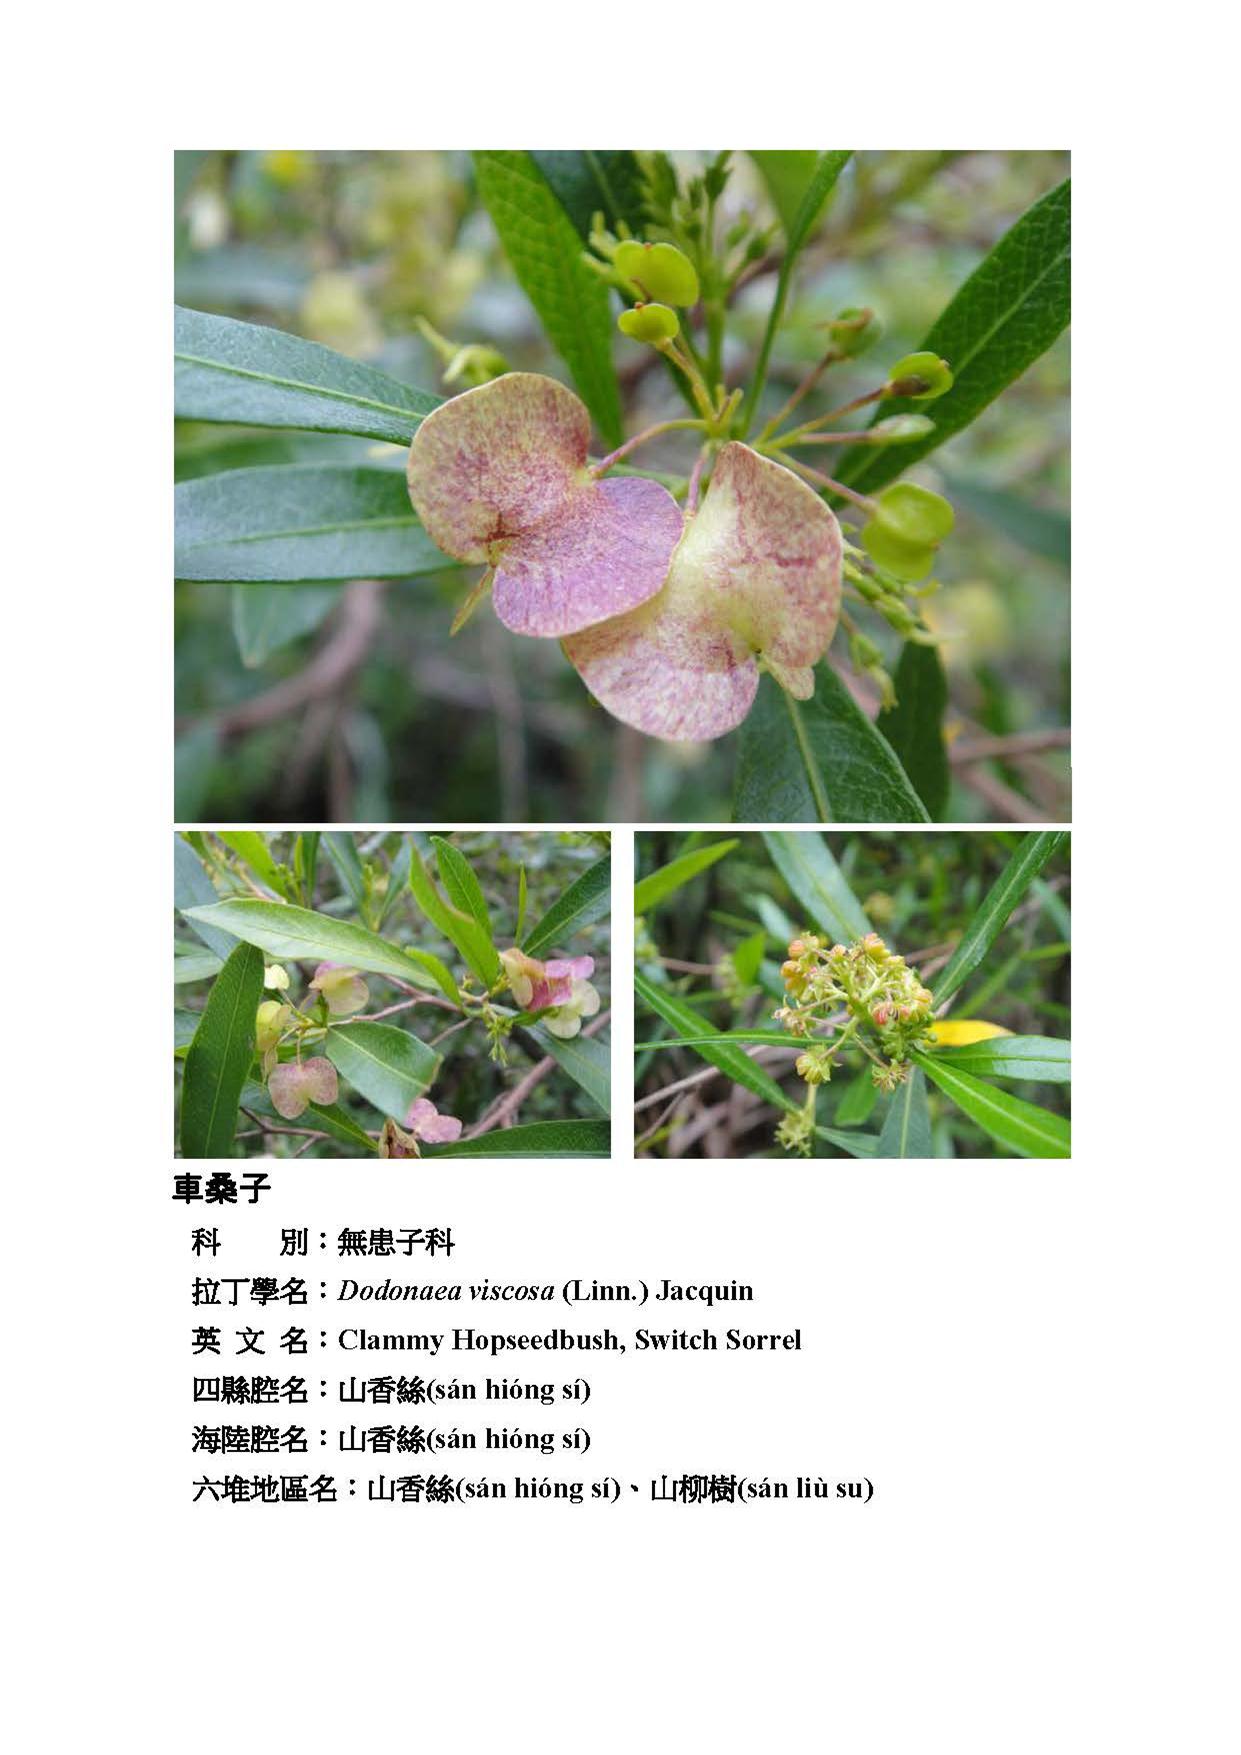 車桑子
科　　別：無患子科
拉丁學名：Dodonaea viscosa (Linn.) Jacquin
英 文 名：Clammy Hopseedbush, Switch Sorrel
四縣腔名：山香絲(sán hióng sí)
海陸腔名：山香絲(sán hióng sí)
六堆地區名：山香絲(sán hióng sí)、山柳樹(sán liù su)